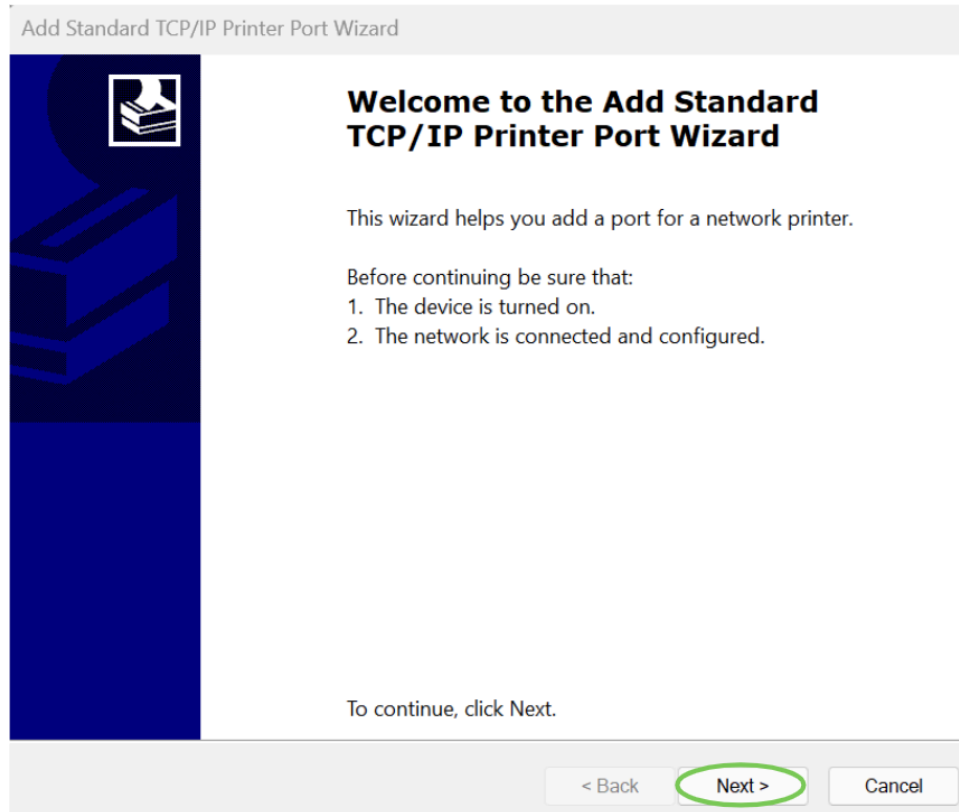 Add Standard TCP/IP Printer Port Wizard
Welcome to the Add Standard
TCP/IP Printer Port Wizard
This wizard helps you add a port for a network printer.
Before continuing be sure that:
1. The device is turned on.
2. The network is connected and configured.
To continue, click Next.
< Back Next > Cancel